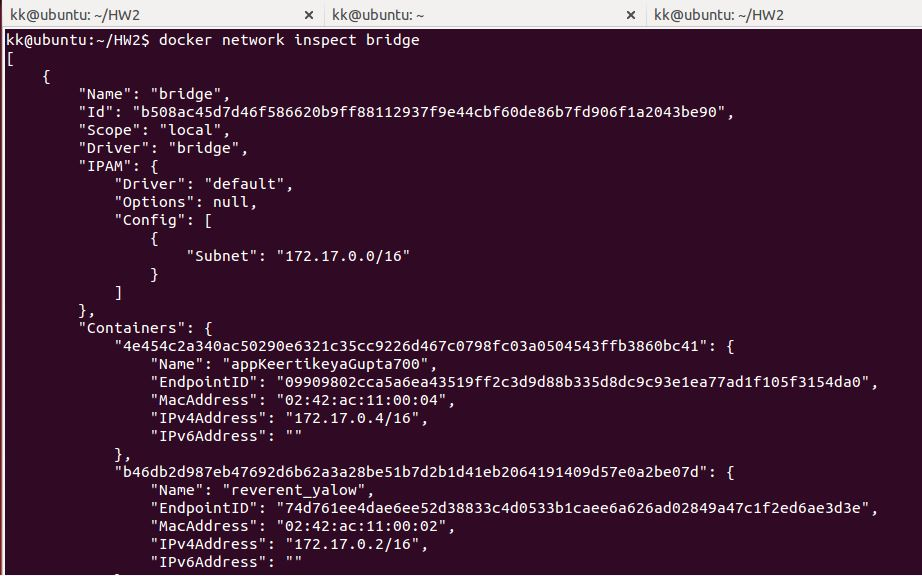 kk@ubuntu: ~/HW2 × kk@ubuntu: ~ × kk@ubuntu: ~/HW2
kk@ubuntu:~/HW2$ docker network inspect bridge
[
    {
        "Name": "bridge",
        "Id": "b508ac45d7d46f586620b9ff88112937f9e44cbf60de86b7fd906f1a2043be90",
        "Scope": "local",
        "Driver": "bridge",
        "IPAM": {
            "Driver": "default",
            "Options": null,
            "Config": [
                {
                    "Subnet": "172.17.0.0/16"
                }
            ]
        },
        "Containers": {
            "4e454c2a340ac50290e6321c35cc9226d467c0798fc03a0504543ffb3860bc41": {
                "Name": "appKeertikeyaGupta700",
                "EndpointID": "09909802cca5a6ea43519ff2c3d9d88b335d8dc9c93e1ea77ad1f105f3154da0",
                "MacAddress": "02:42:ac:11:00:04",
                "IPv4Address": "172.17.0.4/16",
                "IPv6Address": ""
            },
            "b46db2d987eb47692d6b62a3a28be51b7d2b1d41eb2064191409d57e0a2be07d": {
                "Name": "reverent_yalow",
                "EndpointID": "74d761ee4dae6ee52d38833c4d0533b1caee6a626ad02849a47c1f2ed6ae3d3e",
                "MacAddress": "02:42:ac:11:00:02",
                "IPv4Address": "172.17.0.2/16",
                "IPv6Address": ""